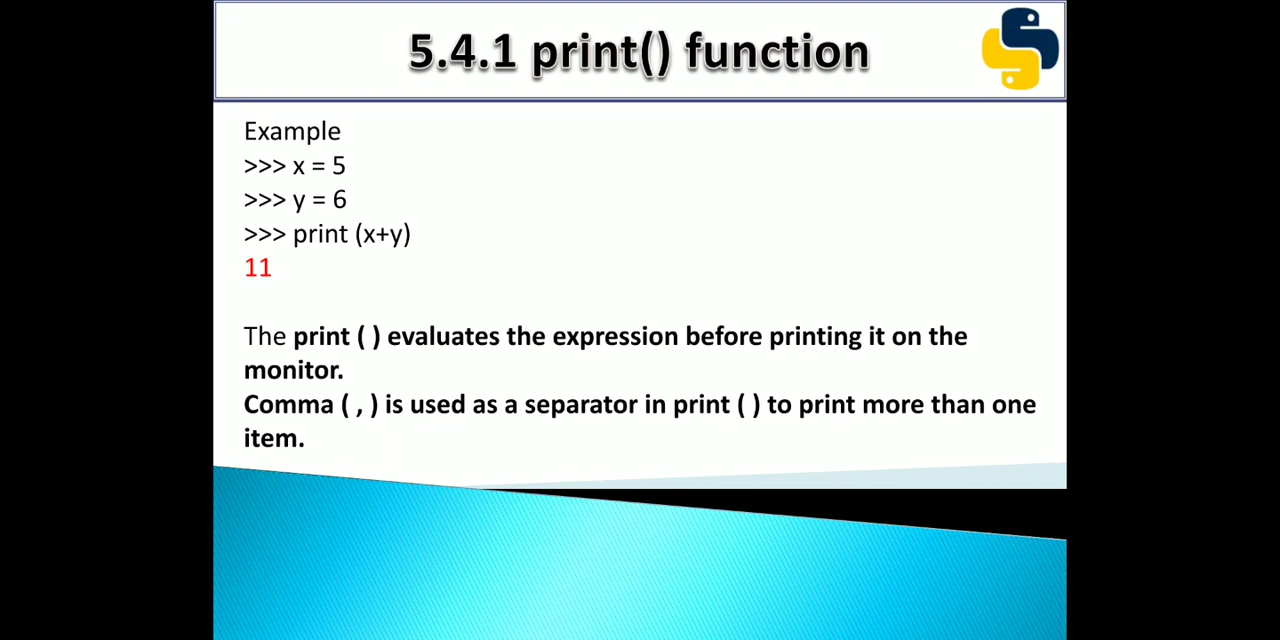 5.4.1 print() function
Example
>>> x = 5
>>> y = 6
>>> print (x+y)
11
The print ( ) evaluates the expression before printing it on the
monitor.
Comma ( , ) is used as a separator in print ( ) to print more than one
item.